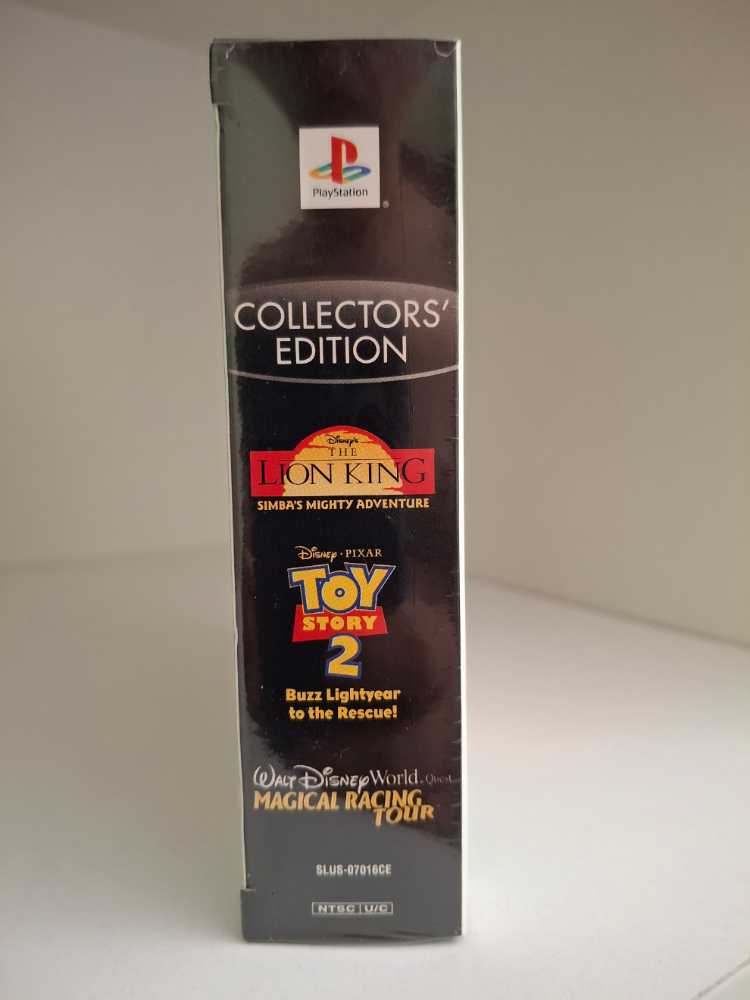 PlayStation
®
COLLECTORS'
EDITION
Disney's
THE
LION KING
SIMBA'S MIGHTY ADVENTURE
Disney • PIXAR
TOY
STORY
2
Buzz Lightyear
to the Rescue!
WALT DISNEY World Quest
MAGICAL RACING
TOUR
SLUS-07016CE
NTSC U/C